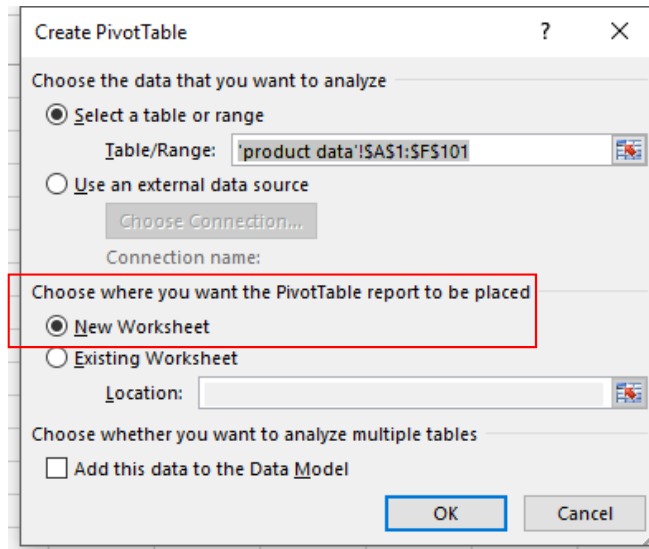 Create PivotTable ? ×
Choose the data that you want to analyze
Select a table or range
Table/Range: 'product data'!$A$1:$F$101
Use an external data source
Choose Connection...
Connection name:
Choose where you want the PivotTable report to be placed
New Worksheet
Existing Worksheet
Location:
Choose whether you want to analyze multiple tables
Add this data to the Data Model
OK Cancel